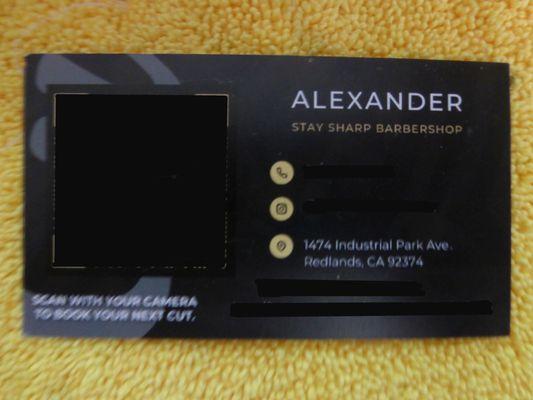 ALEXANDER
STAY SHARP BARBERSHOP
1474 Industrial Park Ave.
Redlands, CA 92374
SCAN WITH YOUR CAMERA
TO BOOK YOUR NEXT CUT.